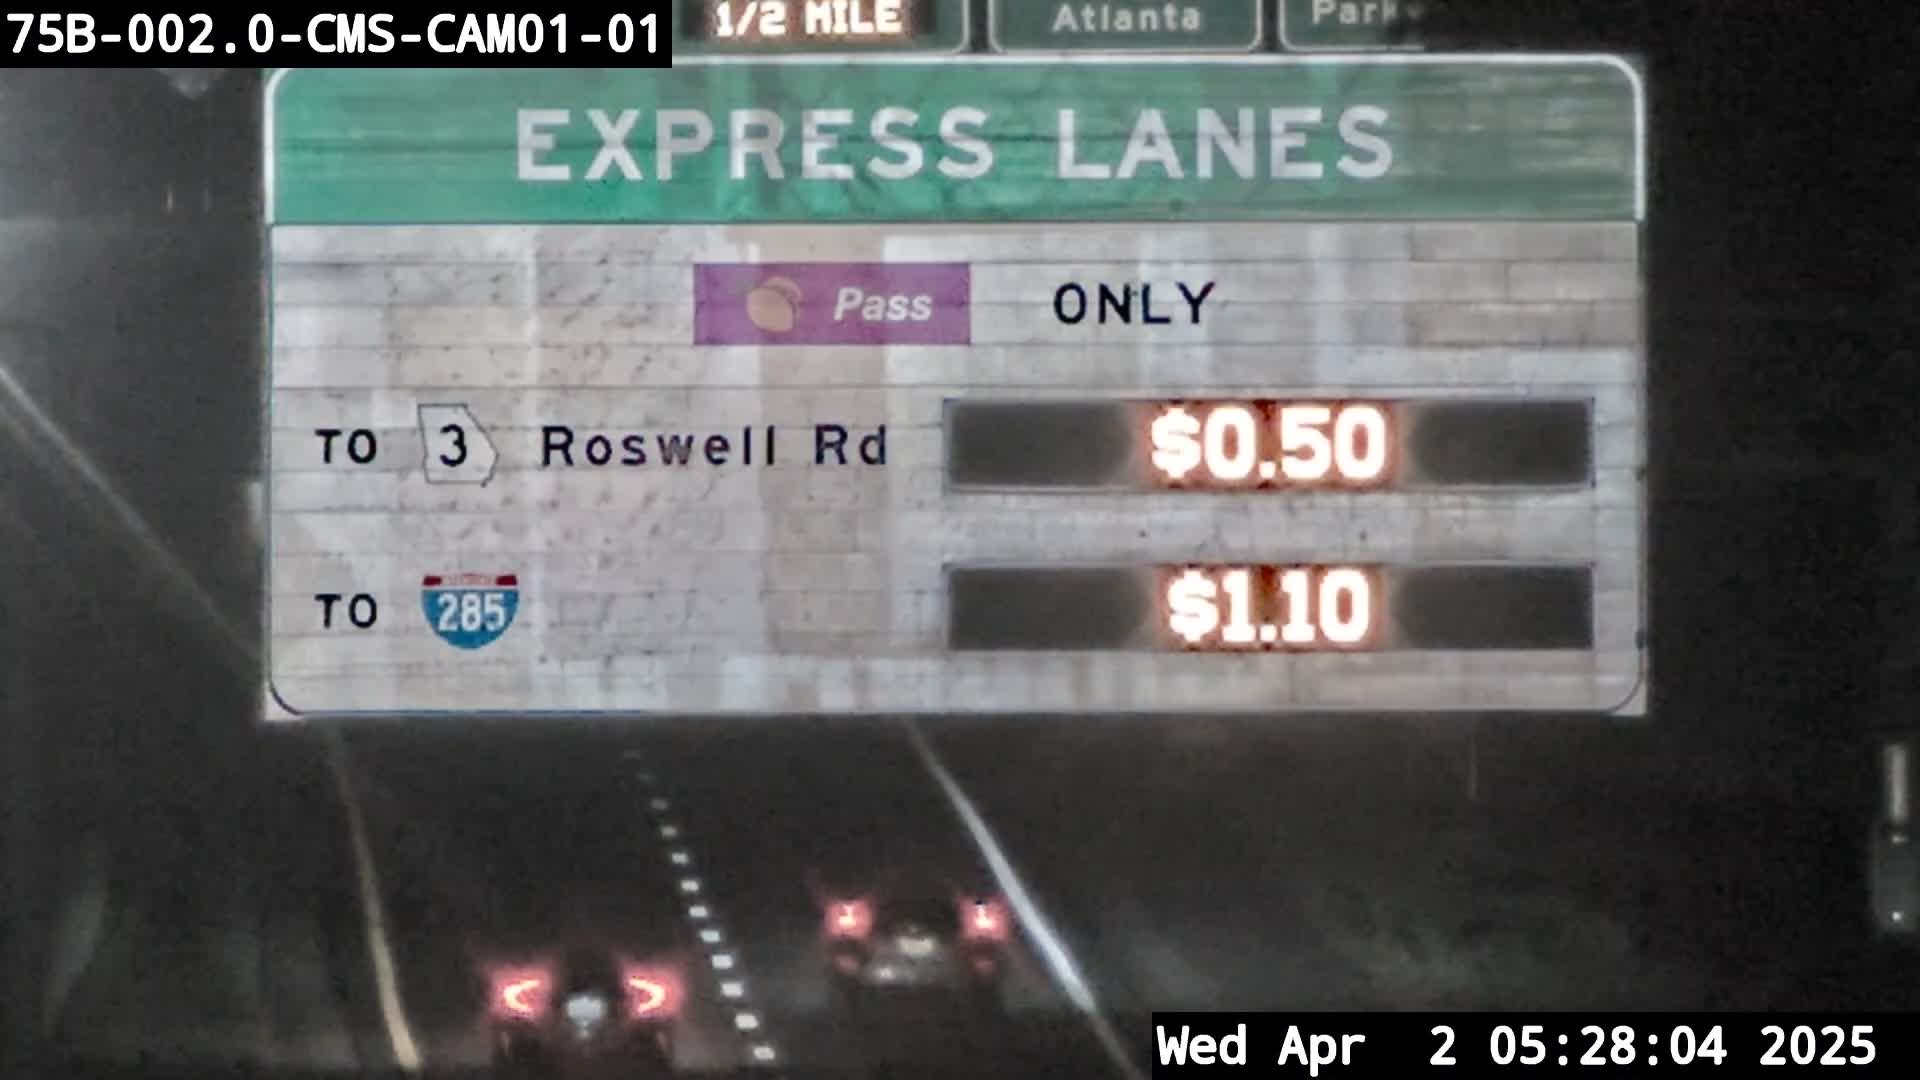 75B-002.0-CMS-CAM01-01
1/2 MILE
Atlanta
EXPRESS LANES
Pass ONLY
TO 3 Roswell Rd $0.50
TO 285 $1.10
Wed Apr 2 05:28:04 2025